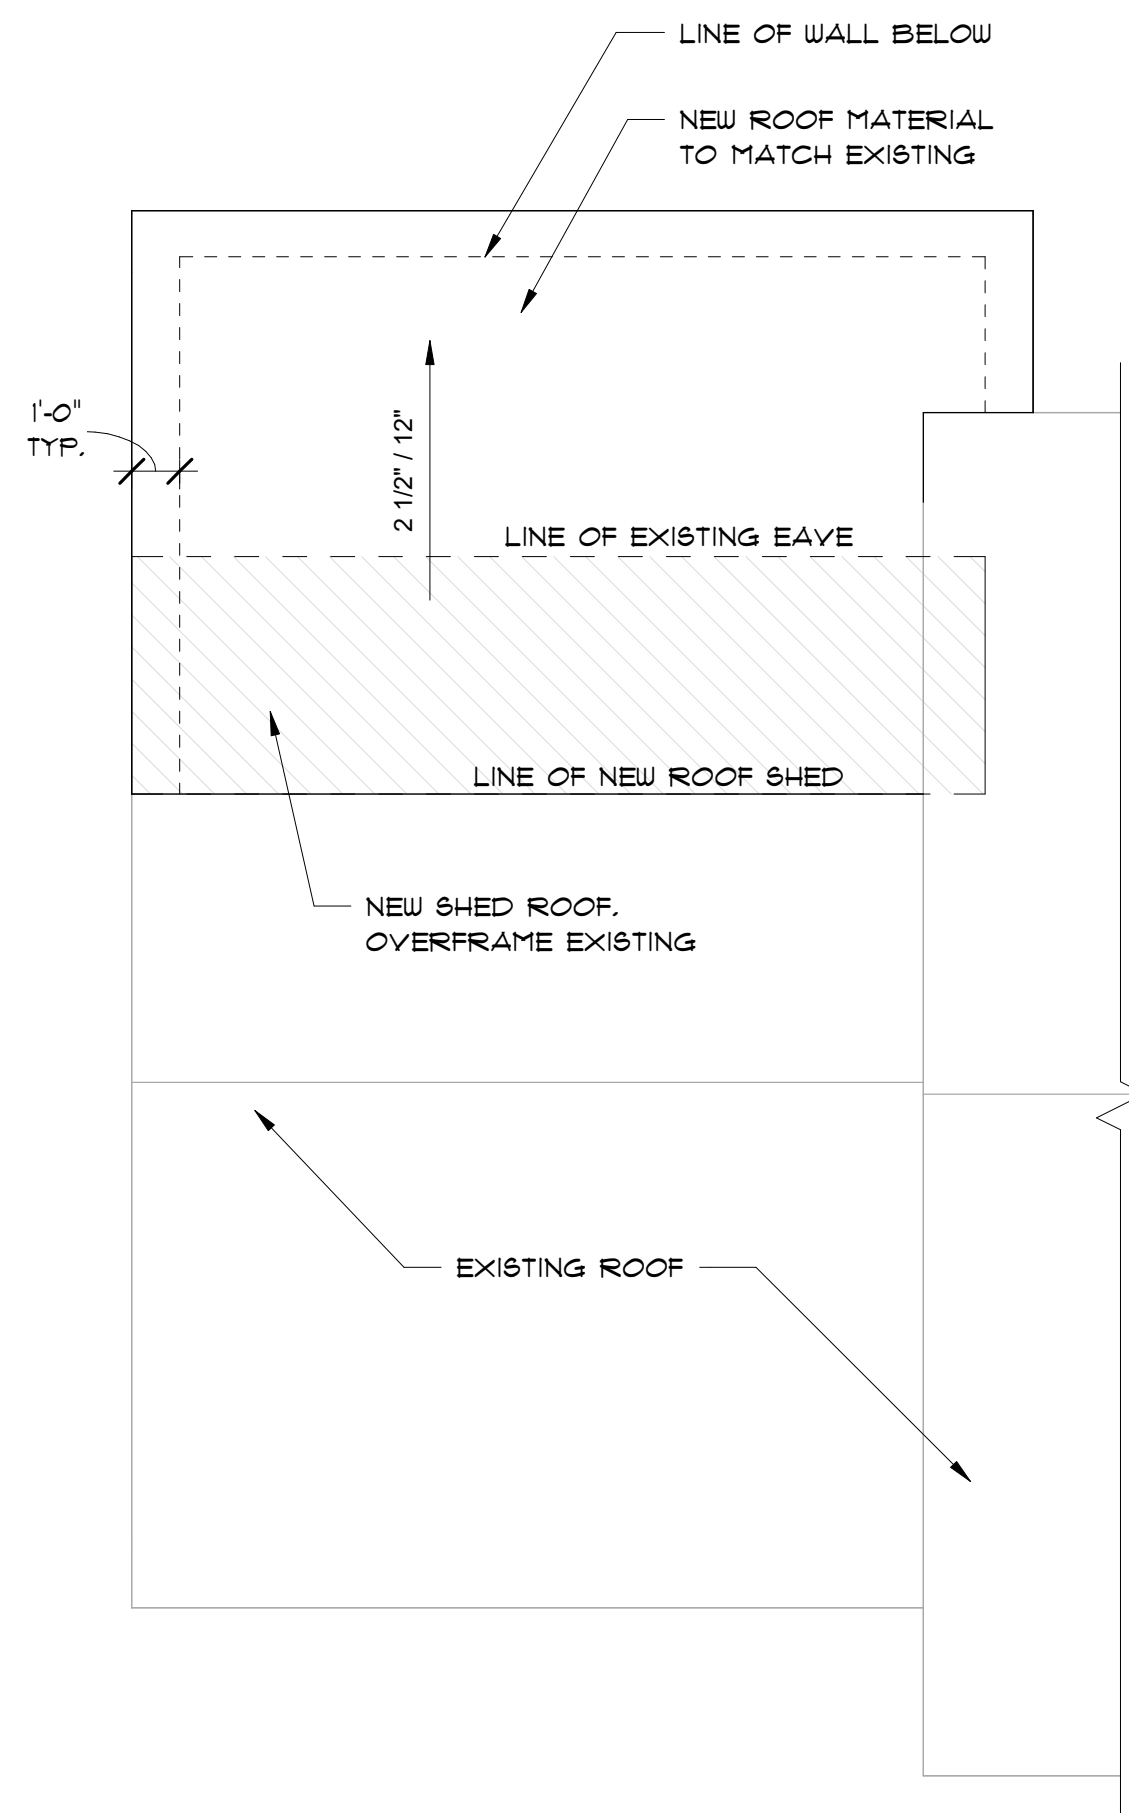 LINE OF WALL BELOW
NEW ROOF MATERIAL
TO MATCH EXISTING
1'-0"
TYP.
2 1/2" / 12"
LINE OF EXISTING EAVE
LINE OF NEW ROOF SHED
NEW SHED ROOF.
OVERFRAME EXISTING
EXISTING ROOF